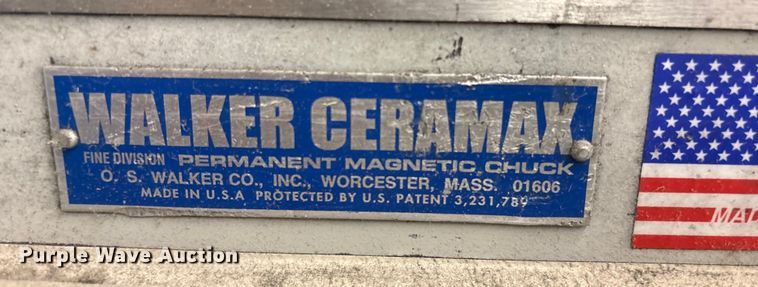 WALKER CERAMAX
FINE DIVISION PERMANENT MAGNETIC CHUCK
O. S. WALKER CO., INC., WORCESTER, MASS. 01606
MADE IN U.S.A PROTECTED BY U.S. PATENT 3,231,789
Purple Wave Auction